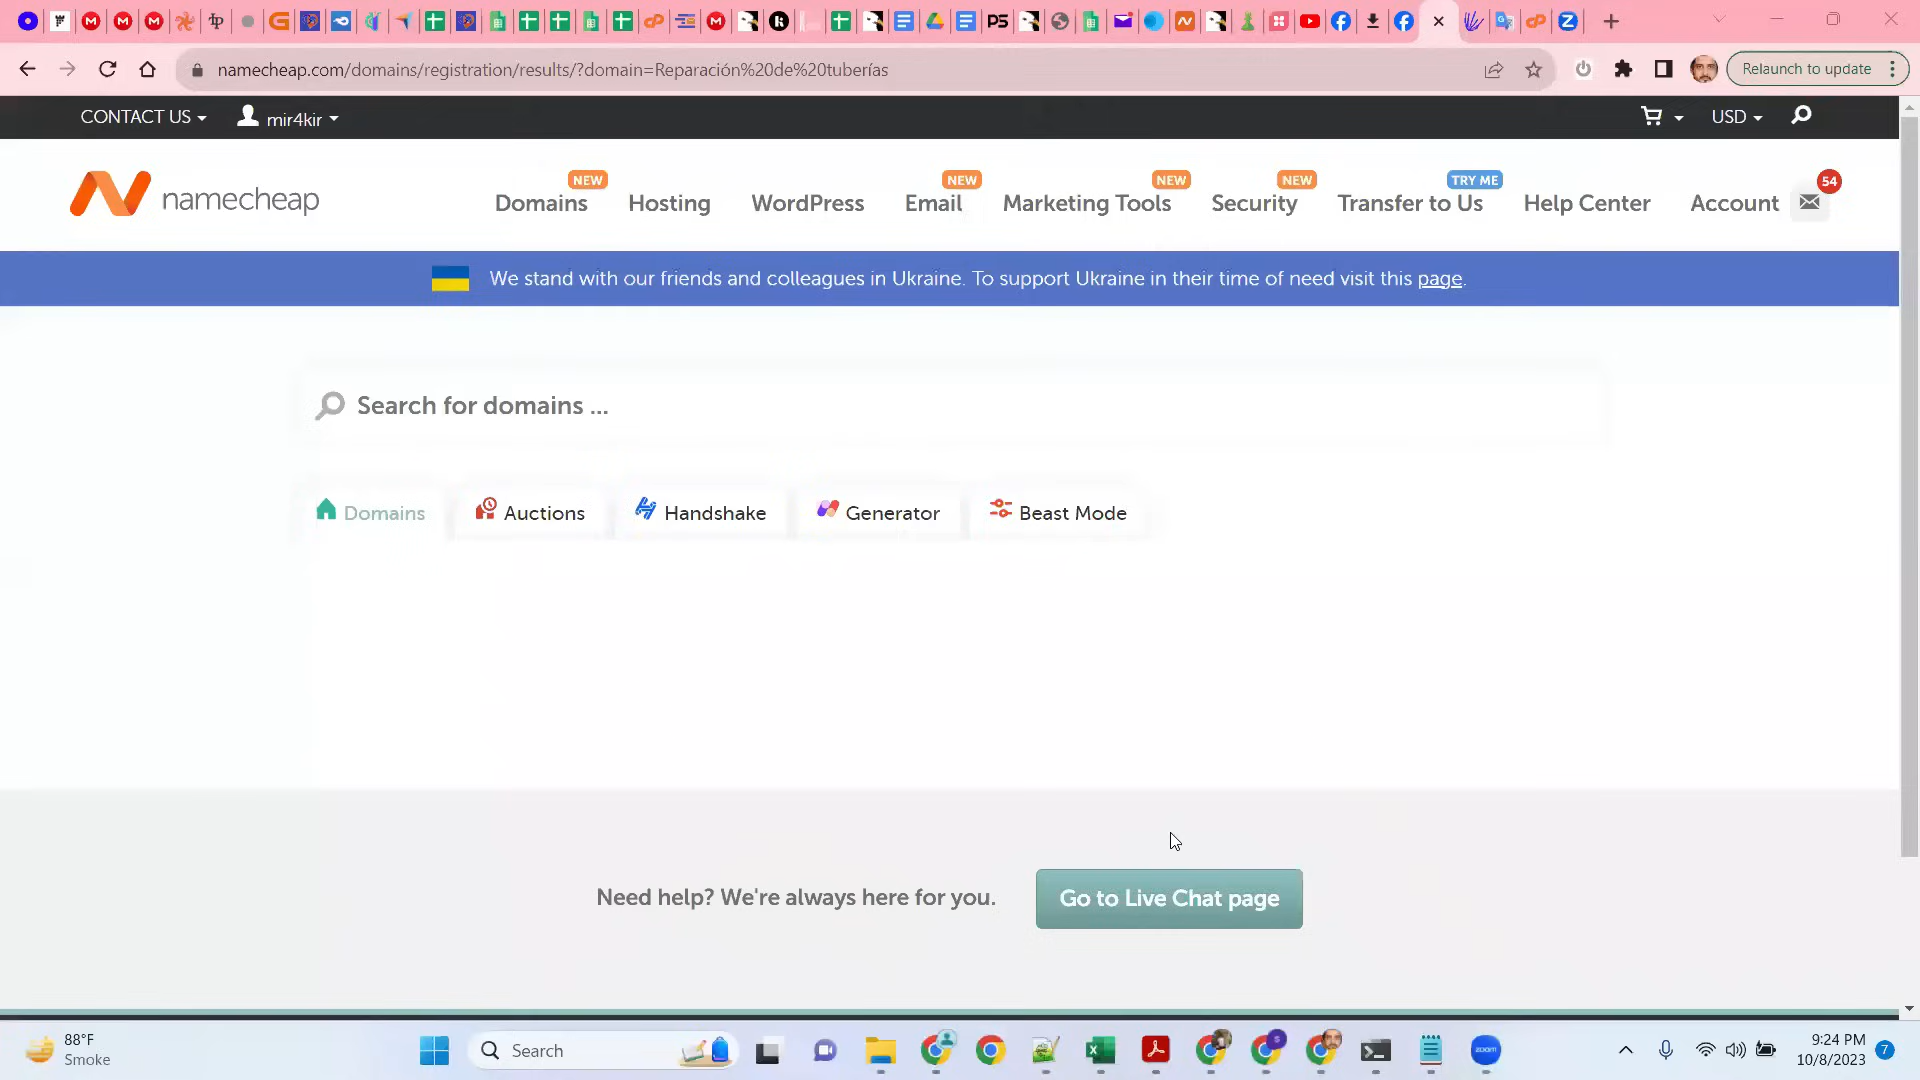 namecheap.com/domains/registration/results/?domain=Reparación%20de%20tuberías
Relaunch to update
CONTACT US
mir4kir
USD
namecheap
NEW
NEW
NEW
NEW
TRY ME
54
Domains
Hosting
WordPress
Email
Marketing Tools
Security
Transfer to Us
Help Center
Account
We stand with our friends and colleagues in Ukraine. To support Ukraine in their time of need visit this page.
Search for domains ...
Domains
Auctions
Handshake
Generator
Beast Mode
Need help? We're always here for you.
Go to Live Chat page
88°F
Smoke
Search
zoom
9:24 PM
10/8/2023
7